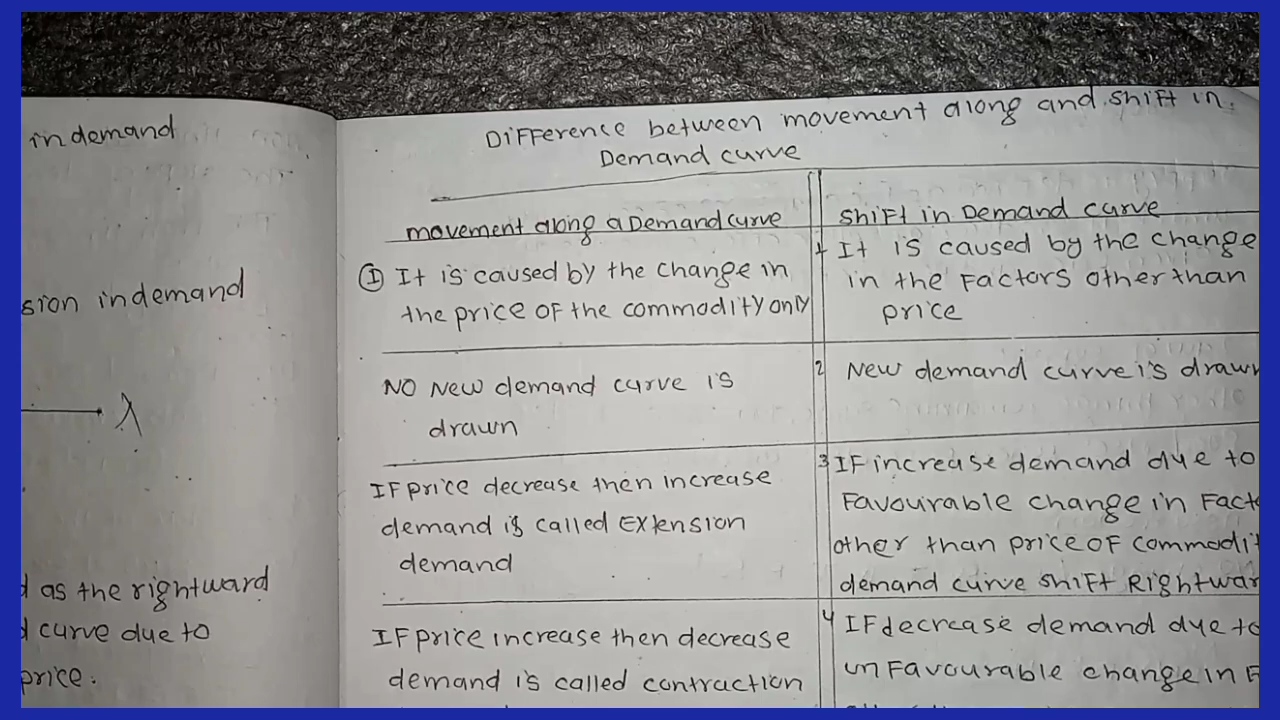 in demand
sion in demand
λ
d as the rightward
d curve due to
price.
Difference between movement along and shift in
Demand curve
movement along a Demand curve
I It is caused by the change in
the price of the commodity only
No New demand curve is
drawn
If price decrease then increase
demand is called Extension
demand
If price increase then decrease
demand is called contraction
shift in Demand curve
1 It is caused by the change
in the factors other than
price
2 New demand curve is drawn
3 If increase demand due to
favourable change in Fact
other than price of commodit
demand curve shift Rightwar
4 If decrease demand due to
unfavourable change in F